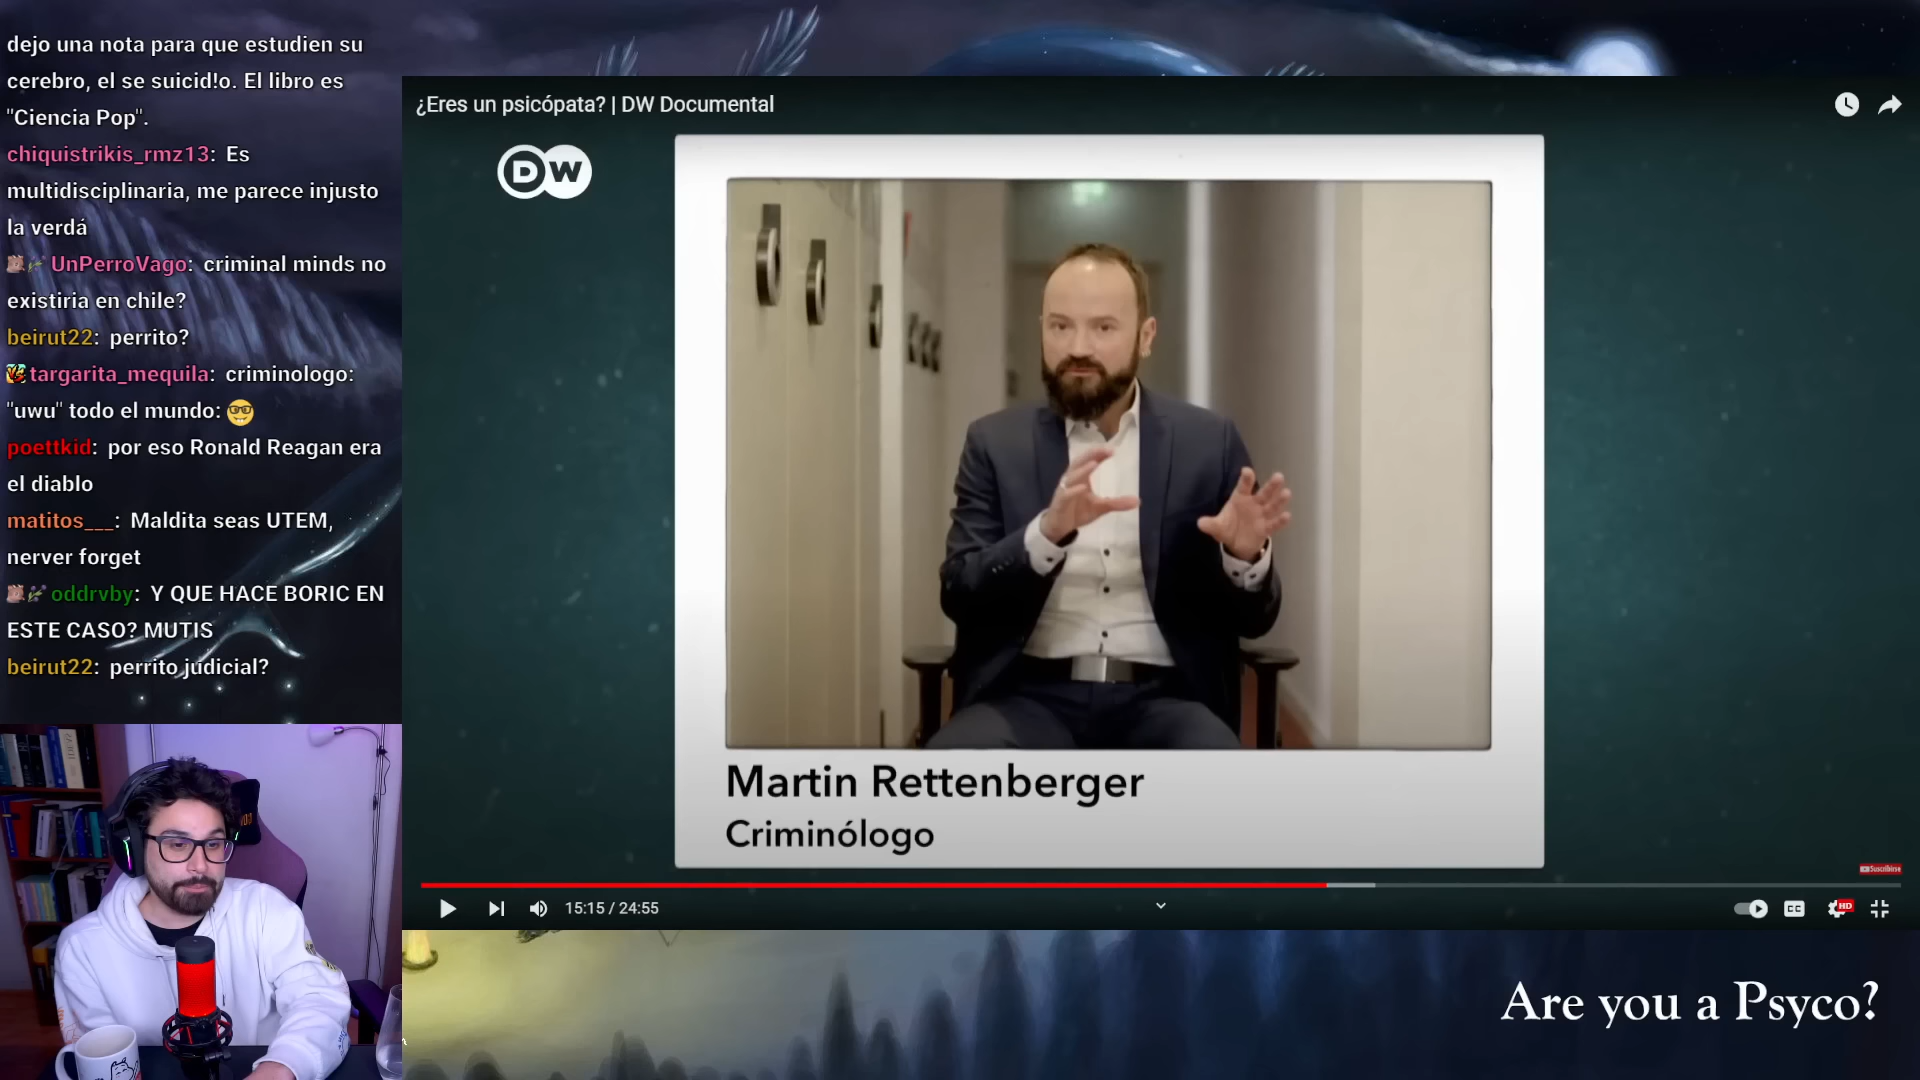 dejo una nota para que estudien su
cerebro, el se suicid!o. El libro es
"Ciencia Pop".
chiquistrikis_rmz13: Es
multidisciplinaria, me parece injusto
la verdá
UnPerroVago: criminal minds no
existiria en chile?
beirut22: perrito?
targarita_mequila: criminologo:
"uwu" todo el mundo: 🤓
poettkid: por eso Ronald Reagan era
el diablo
matitos___: Maldita seas UTEM,
nerver forget
oddrvby: Y QUE HACE BORIC EN
ESTE CASO? MUTIS
beirut22: perrito judicial?
¿Eres un psicópata? | DW Documental
DW
Martin Rettenberger
Criminólogo
Suscribirse
15:15 / 24:55
CC
HD
Are you a Psyco?